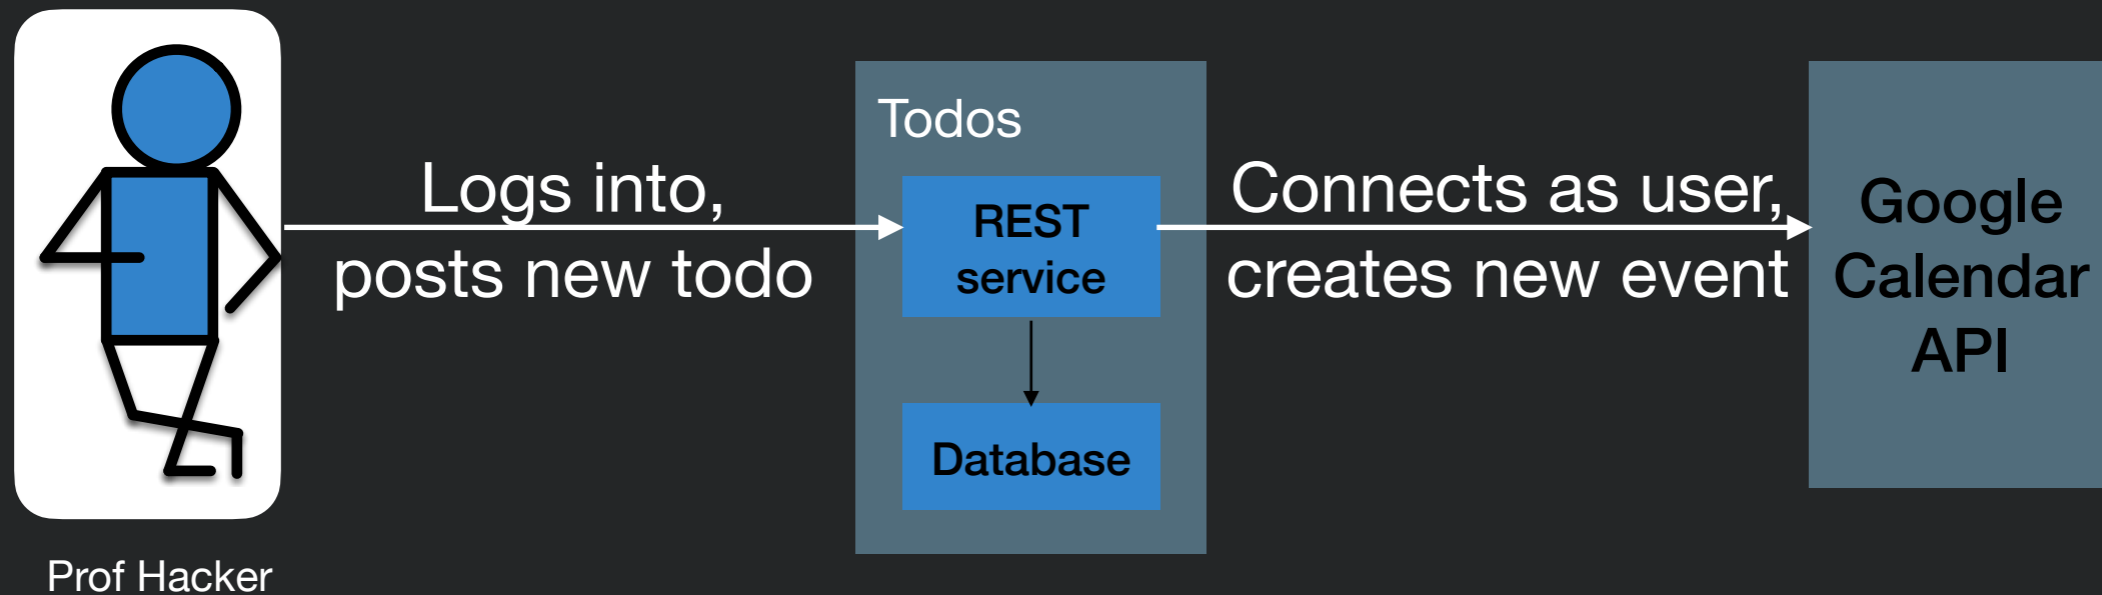 Logs into,
posts new todo
Todos
REST
service
Database
Connects as user,
creates new event
Google
Calendar
API
Prof Hacker